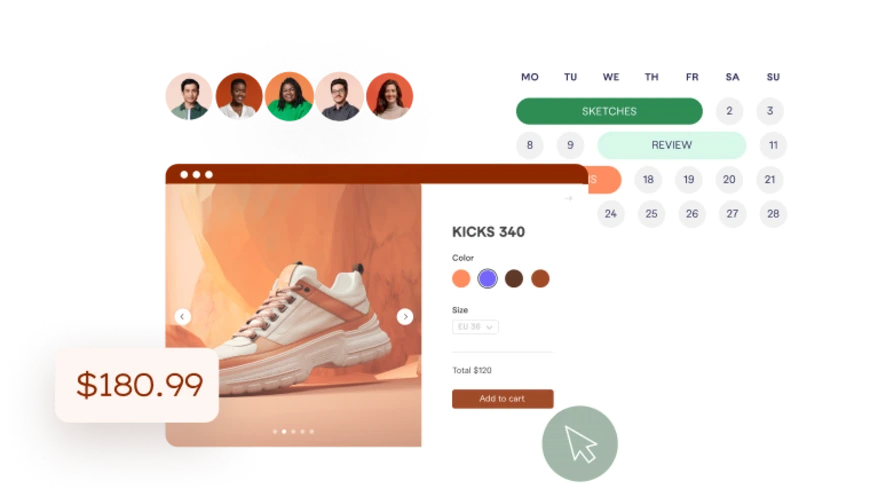 MO TU WE TH FR SA SU
SKETCHES 2 3
8 9 REVIEW 11
18 19 20 21
24 25 26 27 28
KICKS 340
Color
Size
EU 36
Total $120
Add to cart
$180.99